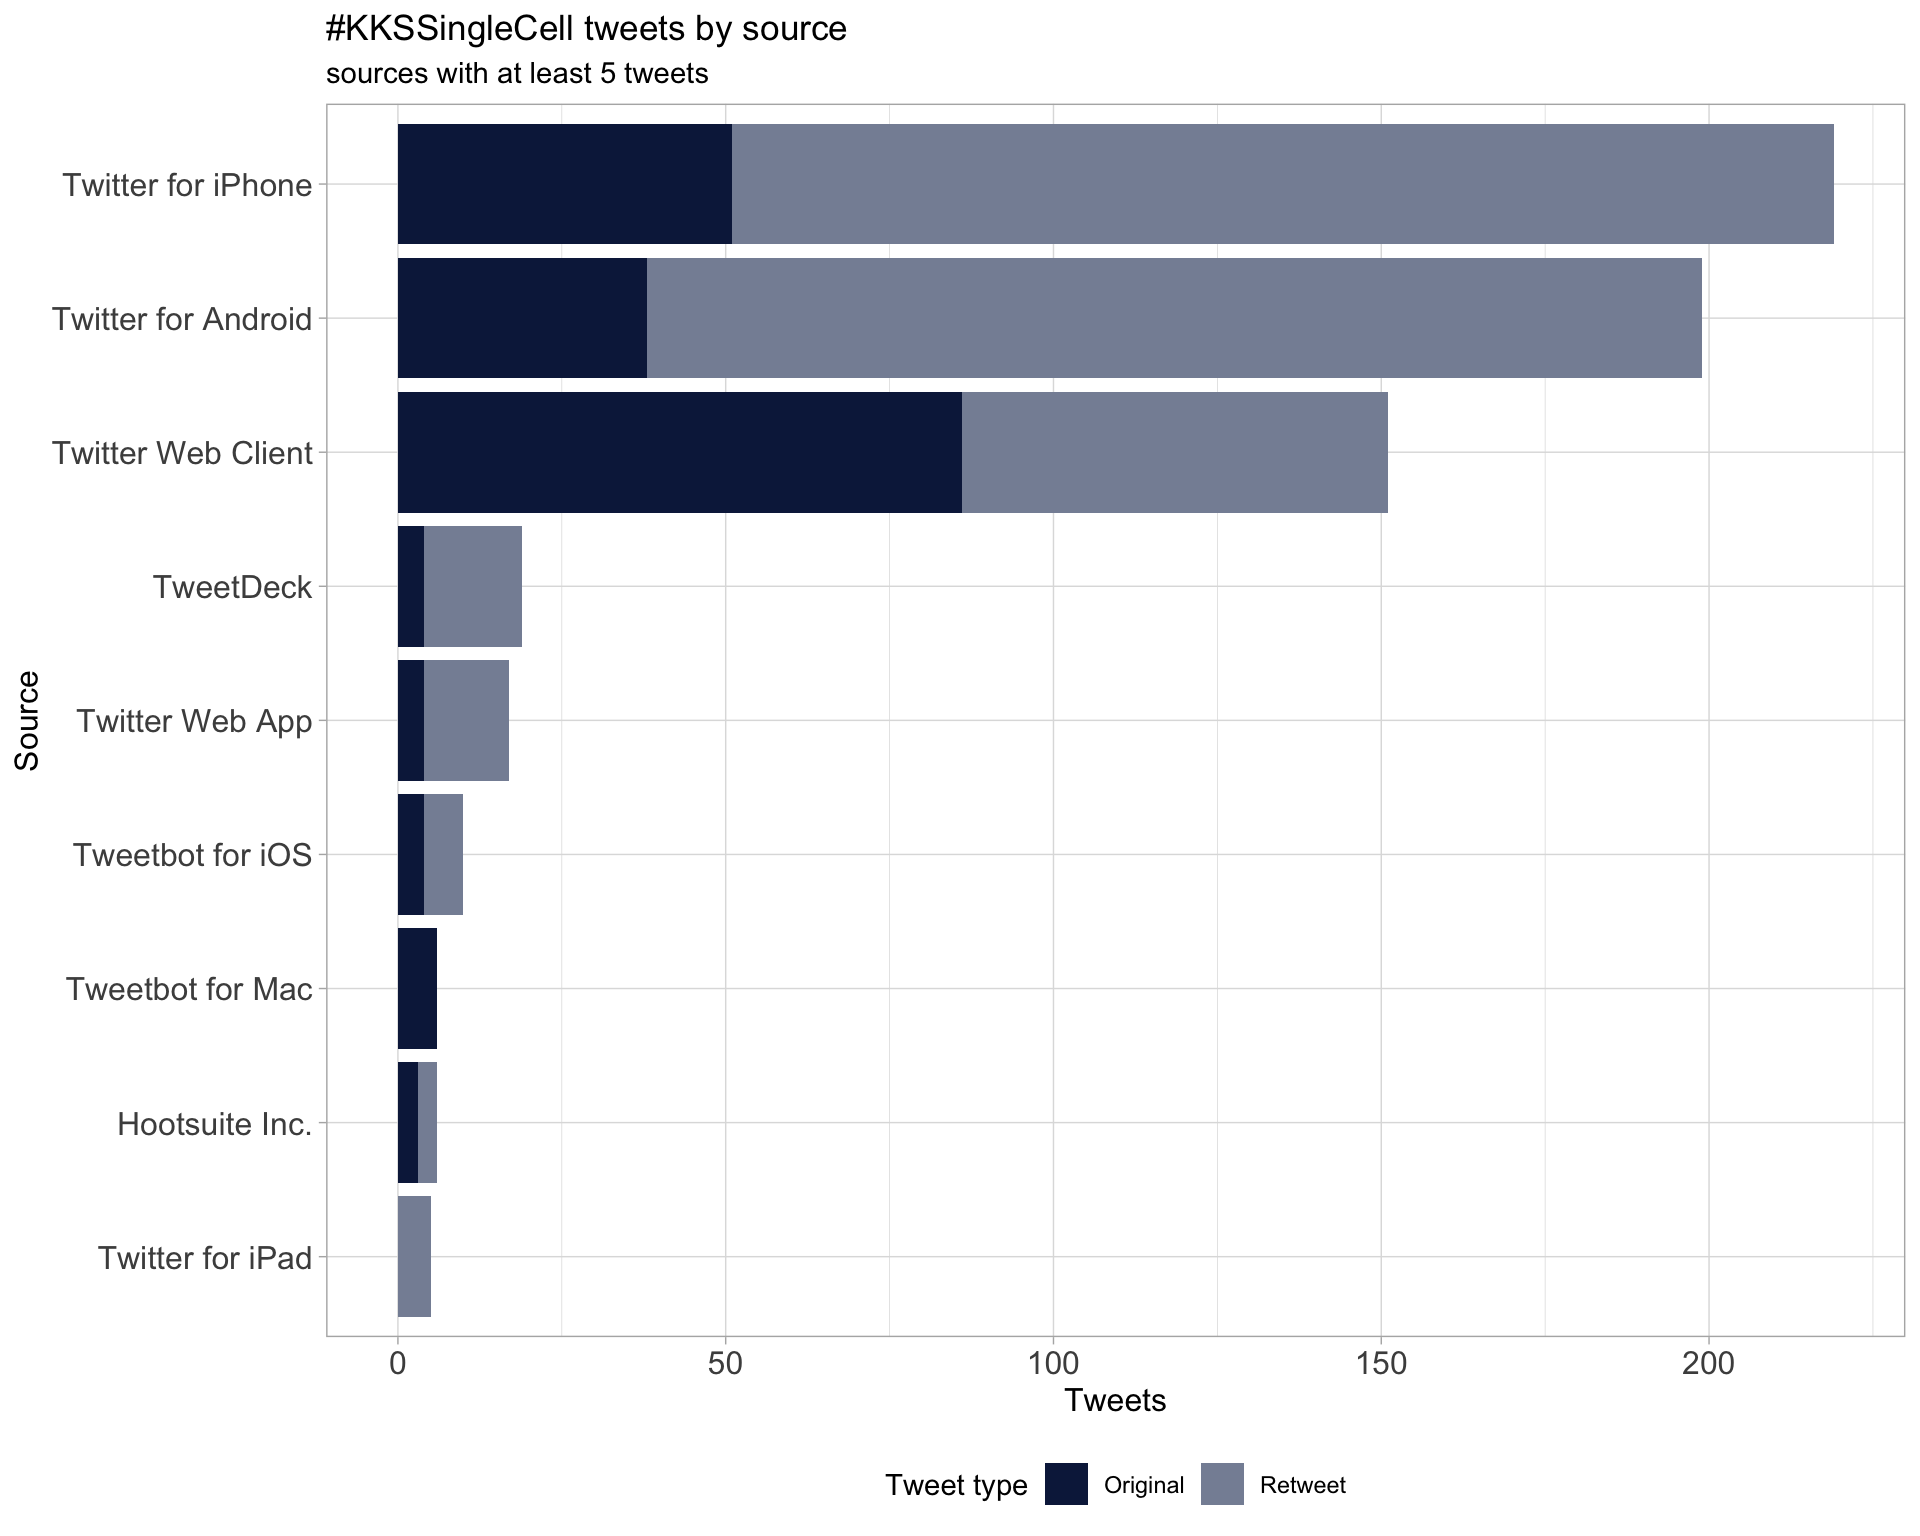 #KKSSingleCell tweets by source
sources with at least 5 tweets
Twitter for iPhone
Twitter for Android
Twitter Web Client
TweetDeck
Twitter Web App
Tweetbot for iOS
Tweetbot for Mac
Hootsuite Inc.
Twitter for iPad
Source
0 50 100 150 200
Tweets
Tweet type Original Retweet